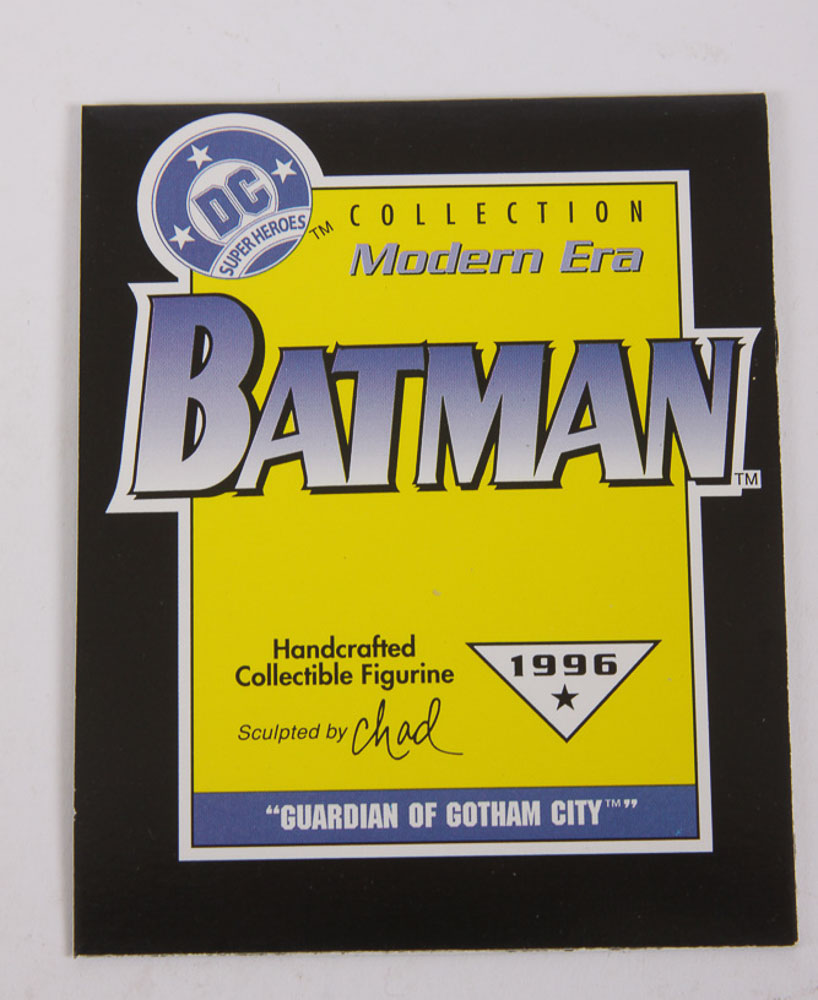 DC
SUPER HEROES TM
COLLECTION
Modern Era
BATMAN TM
Handcrafted
Collectible Figurine
Sculpted by Chad
1996
“GUARDIAN OF GOTHAM CITY™”